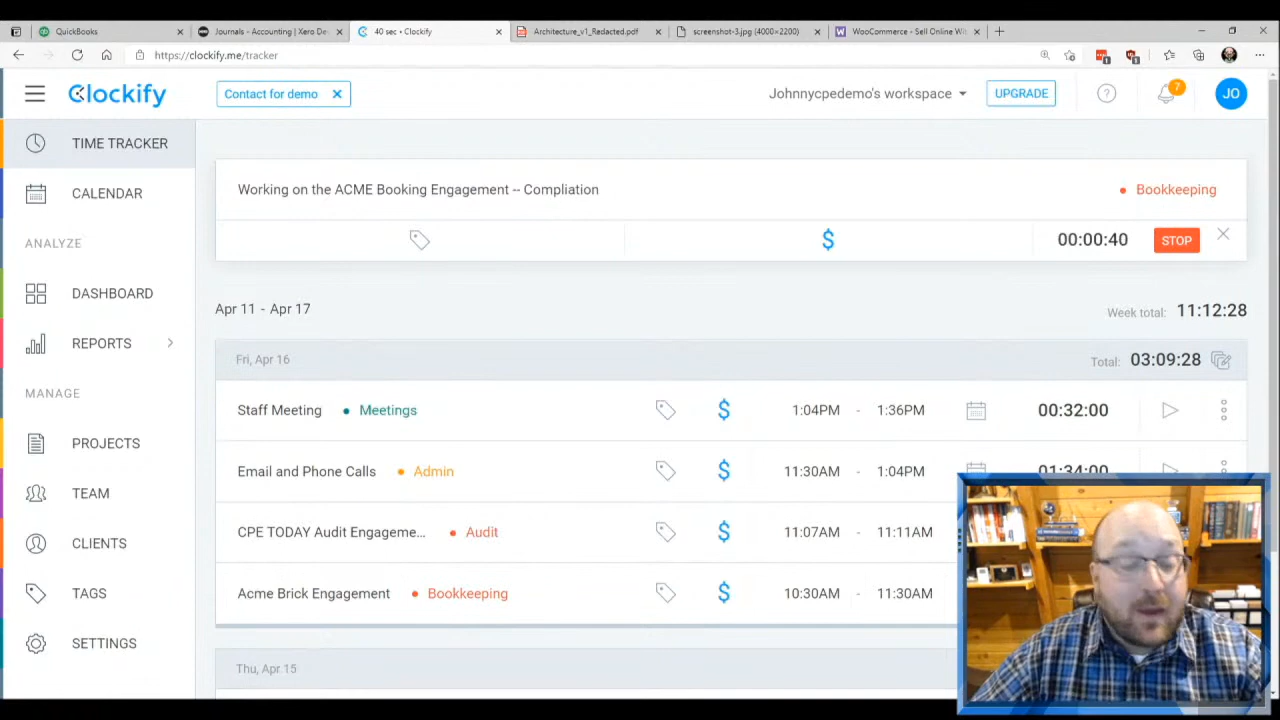 QuickBooks
Journals - Accounting | Xero De
40 sec • Clockify
Architecture_v1_Redacted.pdf
screenshot-3.jpg (4000×2200)
WooCommerce - Sell Online Wi
https://clockify.me/tracker
Clockify
Contact for demo
Johnnycpedemo's workspace
UPGRADE
7
JO
TIME TRACKER
CALENDAR
ANALYZE
DASHBOARD
REPORTS
MANAGE
PROJECTS
TEAM
CLIENTS
TAGS
SETTINGS
Working on the ACME Booking Engagement -- Compliation
Bookkeeping
$
00:00:40
STOP
Apr 11 - Apr 17
Week total: 11:12:28
Fri, Apr 16
Total: 03:09:28
Staff Meeting • Meetings $ 1:04PM - 1:36PM 00:32:00
Email and Phone Calls • Admin $ 11:30AM - 1:04PM 01:34:00
CPE TODAY Audit Engageme... • Audit $ 11:07AM - 11:11AM
Acme Brick Engagement • Bookkeeping $ 10:30AM - 11:30AM
Thu, Apr 15